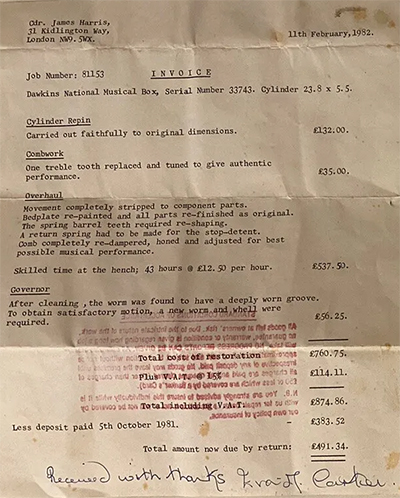 Cdr. James Harris,
31 Kidlington Way,
London NW9.5WX.
11th February, 1982.
Job Number: 81153
INVOICE
Dawkins National Musical Box, Serial Number 33743. Cylinder 23.8 x 5.5.
Cylinder Repin
Carried out faithfully to original dimensions. £132.00.
Combwork
One treble tooth replaced and tuned to give authentic
performance. £35.00.
Overhaul
Movement completely stripped to component parts.
Bedplate re-painted and all parts re-finished as original.
The spring barrel teeth required re-shaping.
A return spring had to be made for the stop-detent.
Comb completely re-dampered, honed and adjusted for best
possible musical performance.
Skilled time at the hench; 43 hours @ £12.50 per hour. £537.50.
Governor
After cleaning, the worm was found to have a deeply worn groove.
To obtain satisfactory motion, a new worm and whell were
required. £56.25.
Total cost of restoration £760.75.
Plus V.A.T. @ 15% £114.11.
Total including V.A.T. £874.86.
Less deposit paid 5th October 1981. - £383.52
Total amount now due by return: £491.34.
Received with thanks